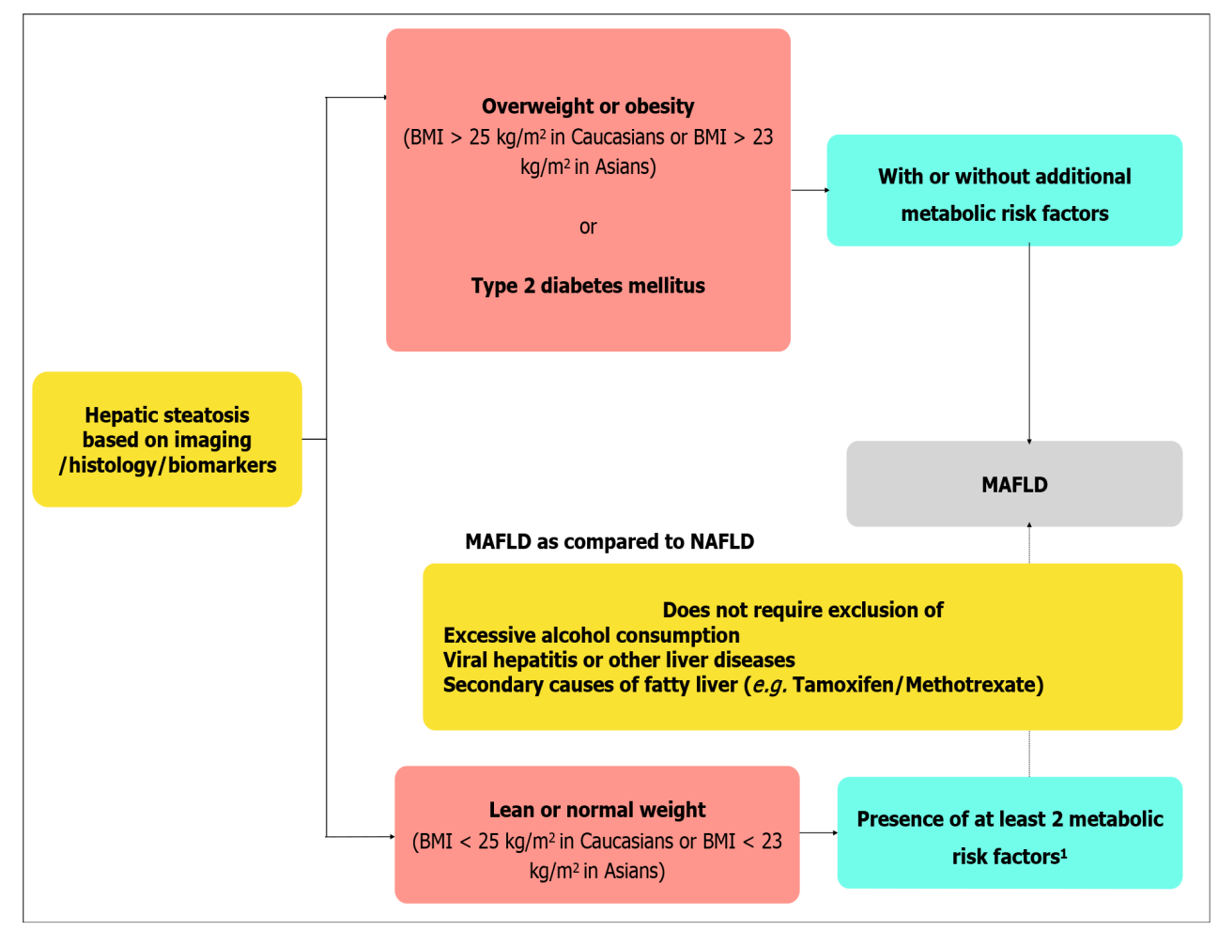 Overweight or obesity
(BMI > 25 kg/m² in Caucasians or BMI > 23
kg/m² in Asians)
or
Type 2 diabetes mellitus
With or without additional
metabolic risk factors
Hepatic steatosis
based on imaging
/histology/biomarkers
MAFLD
MAFLD as compared to NAFLD
Does not require exclusion of
Excessive alcohol consumption
Viral hepatitis or other liver diseases
Secondary causes of fatty liver (e.g. Tamoxifen/Methotrexate)
Lean or normal weight
(BMI < 25 kg/m² in Caucasians or BMI < 23
kg/m² in Asians)
Presence of at least 2 metabolic
risk factors¹